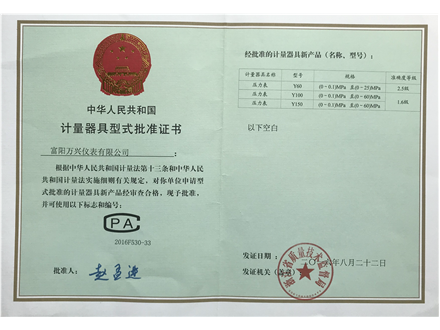 中华人民共和国
计量器具型式批准证书
富阳万兴仪表有限公司：
根据中华人民共和国计量法第十三条和中华人民
共和国计量法实施细则有关规定，对你单位申请型
式批准的计量器具新产品经审查合格，现予批准，
并可使用以下标志和编号：
CPA
2016F530-33
批准人：
经批准的计量器具新产品（名称、型号）：
计量器具名称 型号 规格 准确度等级
压力表 Y60 (0～0.1)MPa 至(0～25)MPa 2.5级
压力表 Y100 (0～0.1)MPa 至(0～60)MPa
压力表 Y150 (0～0.1)MPa 至(0～60)MPa 1.6级
以下空白
发证日期： 年八月二十二日
发证机关（盖章）
省质量技术监督局